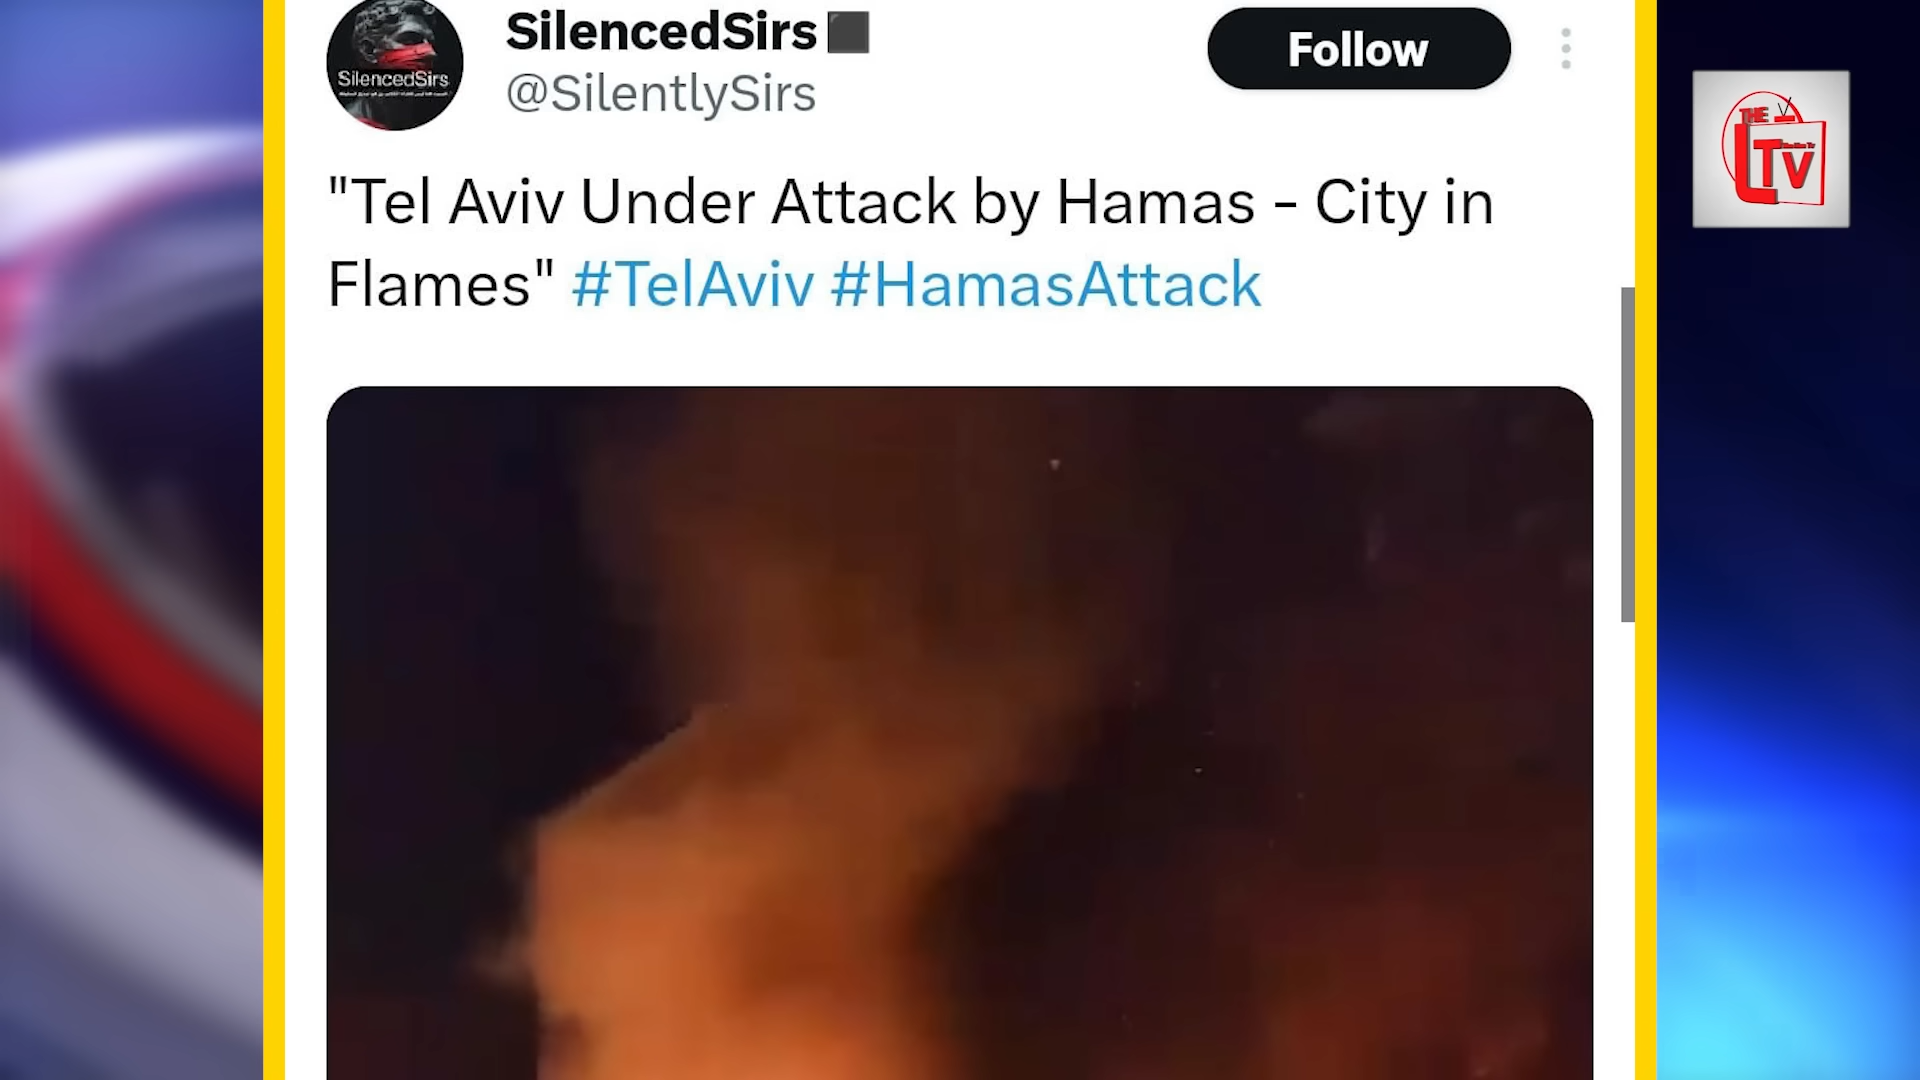 SilencedSirs
@SilentlySirs
Follow
SilencedSirs
"Tel Aviv Under Attack by Hamas - City in
Flames" #TelAviv #HamasAttack
THE
TV